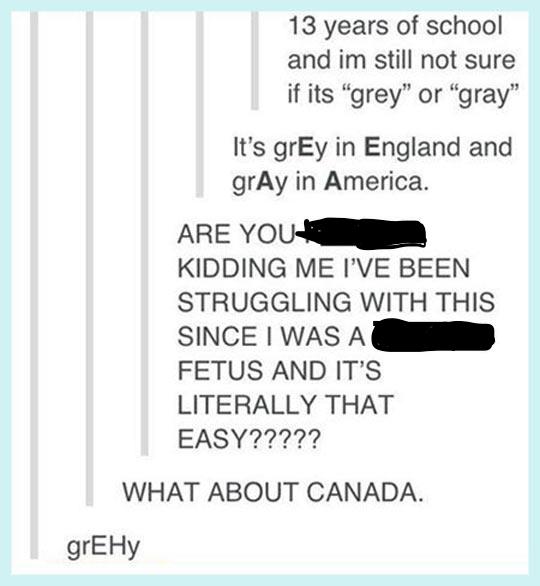 13 years of school
and im still not sure
if its “grey” or “gray”
It's grEy in England and
grAy in America.
ARE YOU
KIDDING ME I'VE BEEN
STRUGGLING WITH THIS
SINCE I WAS A
FETUS AND IT'S
LITERALLY THAT
EASY?????
WHAT ABOUT CANADA.
grEHy